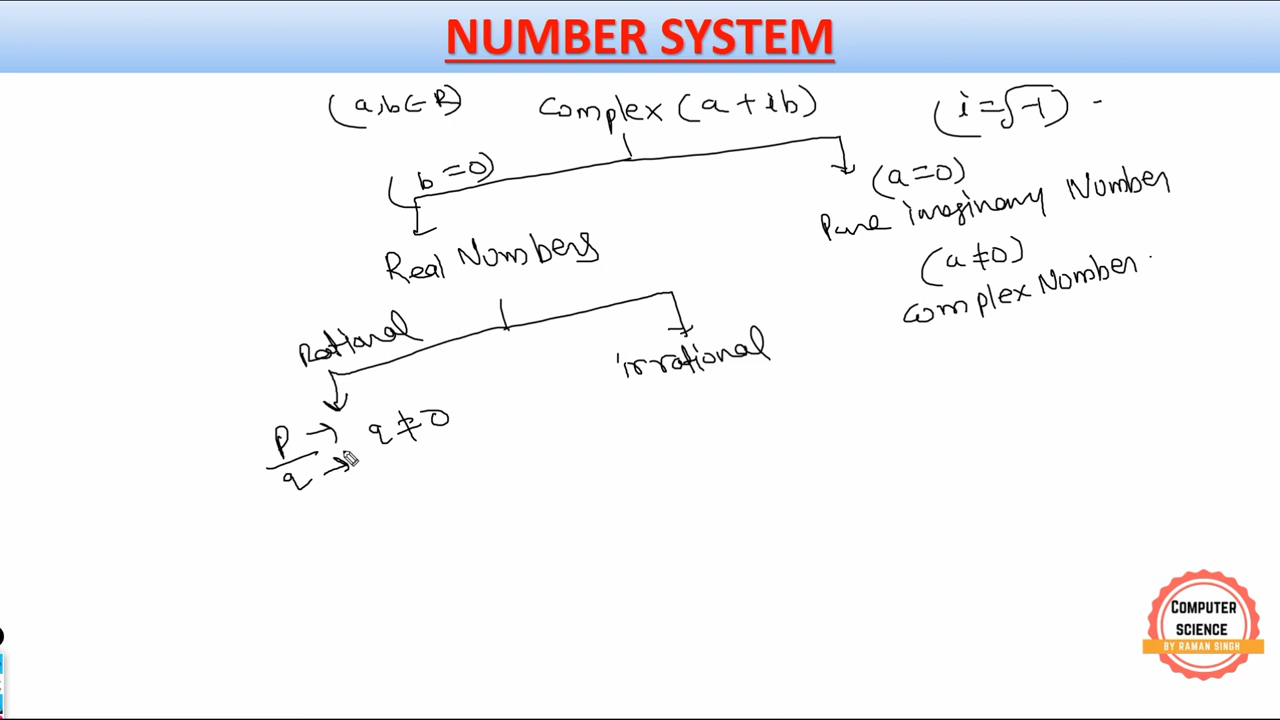 NUMBER SYSTEM
(a,b ∈ R) Complex (a + ib) (i = √-1)
(b = 0) (a = 0)
Pure imaginary Number
Real Numbers (a ≠ 0)
Complex Number.
Rational irrational
p → q ≠ 0
q →
COMPUTER
SCIENCE
BY RAMAN SINGH